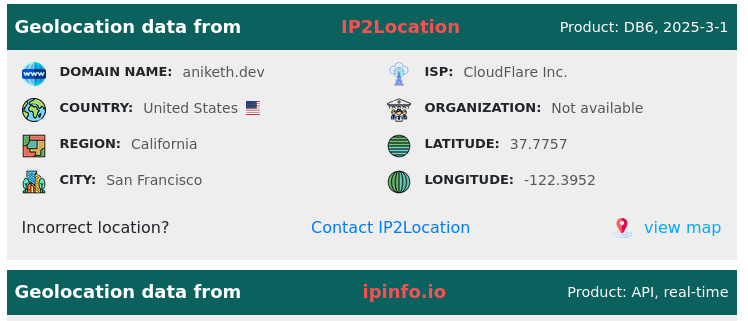 Geolocation data from IP2Location Product: DB6, 2025-3-1
www DOMAIN NAME: aniketh.dev ISP: CloudFlare Inc.
COUNTRY: United States ORGANIZATION: Not available
REGION: California LATITUDE: 37.7757
CITY: San Francisco LONGITUDE: -122.3952
Incorrect location? Contact IP2Location view map
Geolocation data from ipinfo.io Product: API, real-time